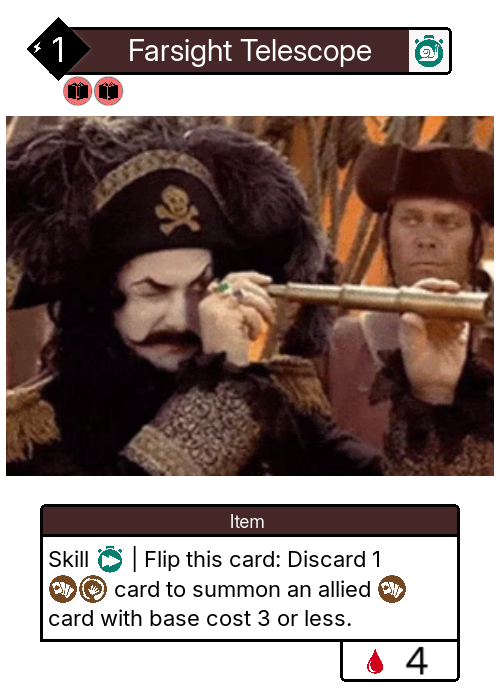 1 Farsight Telescope
Item
Skill | Flip this card: Discard 1
card to summon an allied
card with base cost 3 or less.
4